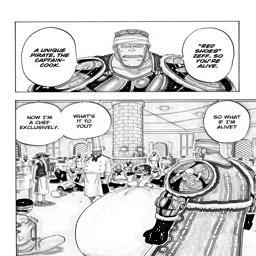 "RED
SHOES"
ZEFF. SO
YOU'RE
ALIVE.
A UNIQUE
PIRATE, THE
CAPTAIN-
COOK.
SO WHAT
IF I'M
ALIVE?
WHAT'S
IT TO
YOU?
NOW I'M
A CHEF
EXCLUSIVELY.